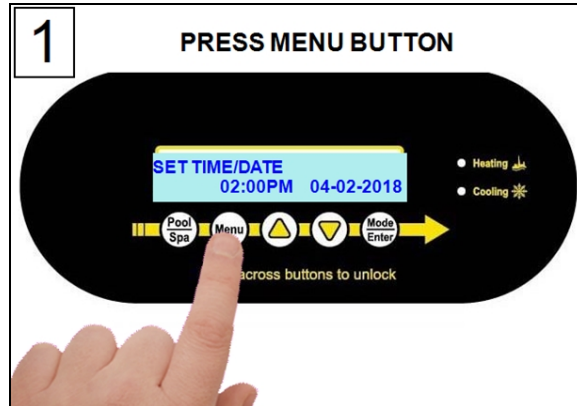 1
PRESS MENU BUTTON
SET TIME/DATE
02:00PM 04-02-2018
Heating
Cooling
Pool
Spa
Menu
Mode
Enter
across buttons to unlock